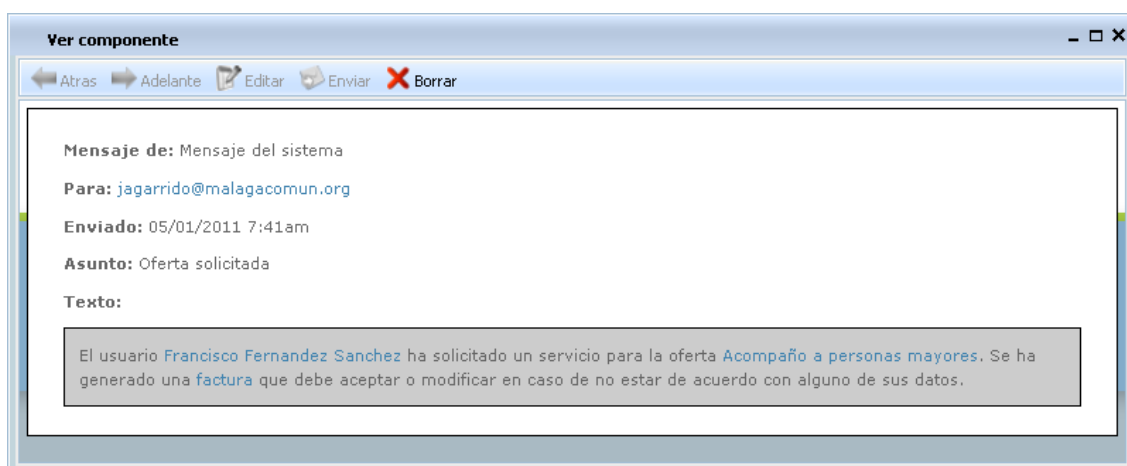 Ver componente
Atras Adelante Editar Enviar Borrar
Mensaje de: Mensaje del sistema
Para: jagarrido@malagacomun.org
Enviado: 05/01/2011 7:41am
Asunto: Oferta solicitada
Texto:
El usuario Francisco Fernandez Sanchez ha solicitado un servicio para la oferta Acompaño a personas mayores. Se ha
generado una factura que debe aceptar o modificar en caso de no estar de acuerdo con alguno de sus datos.